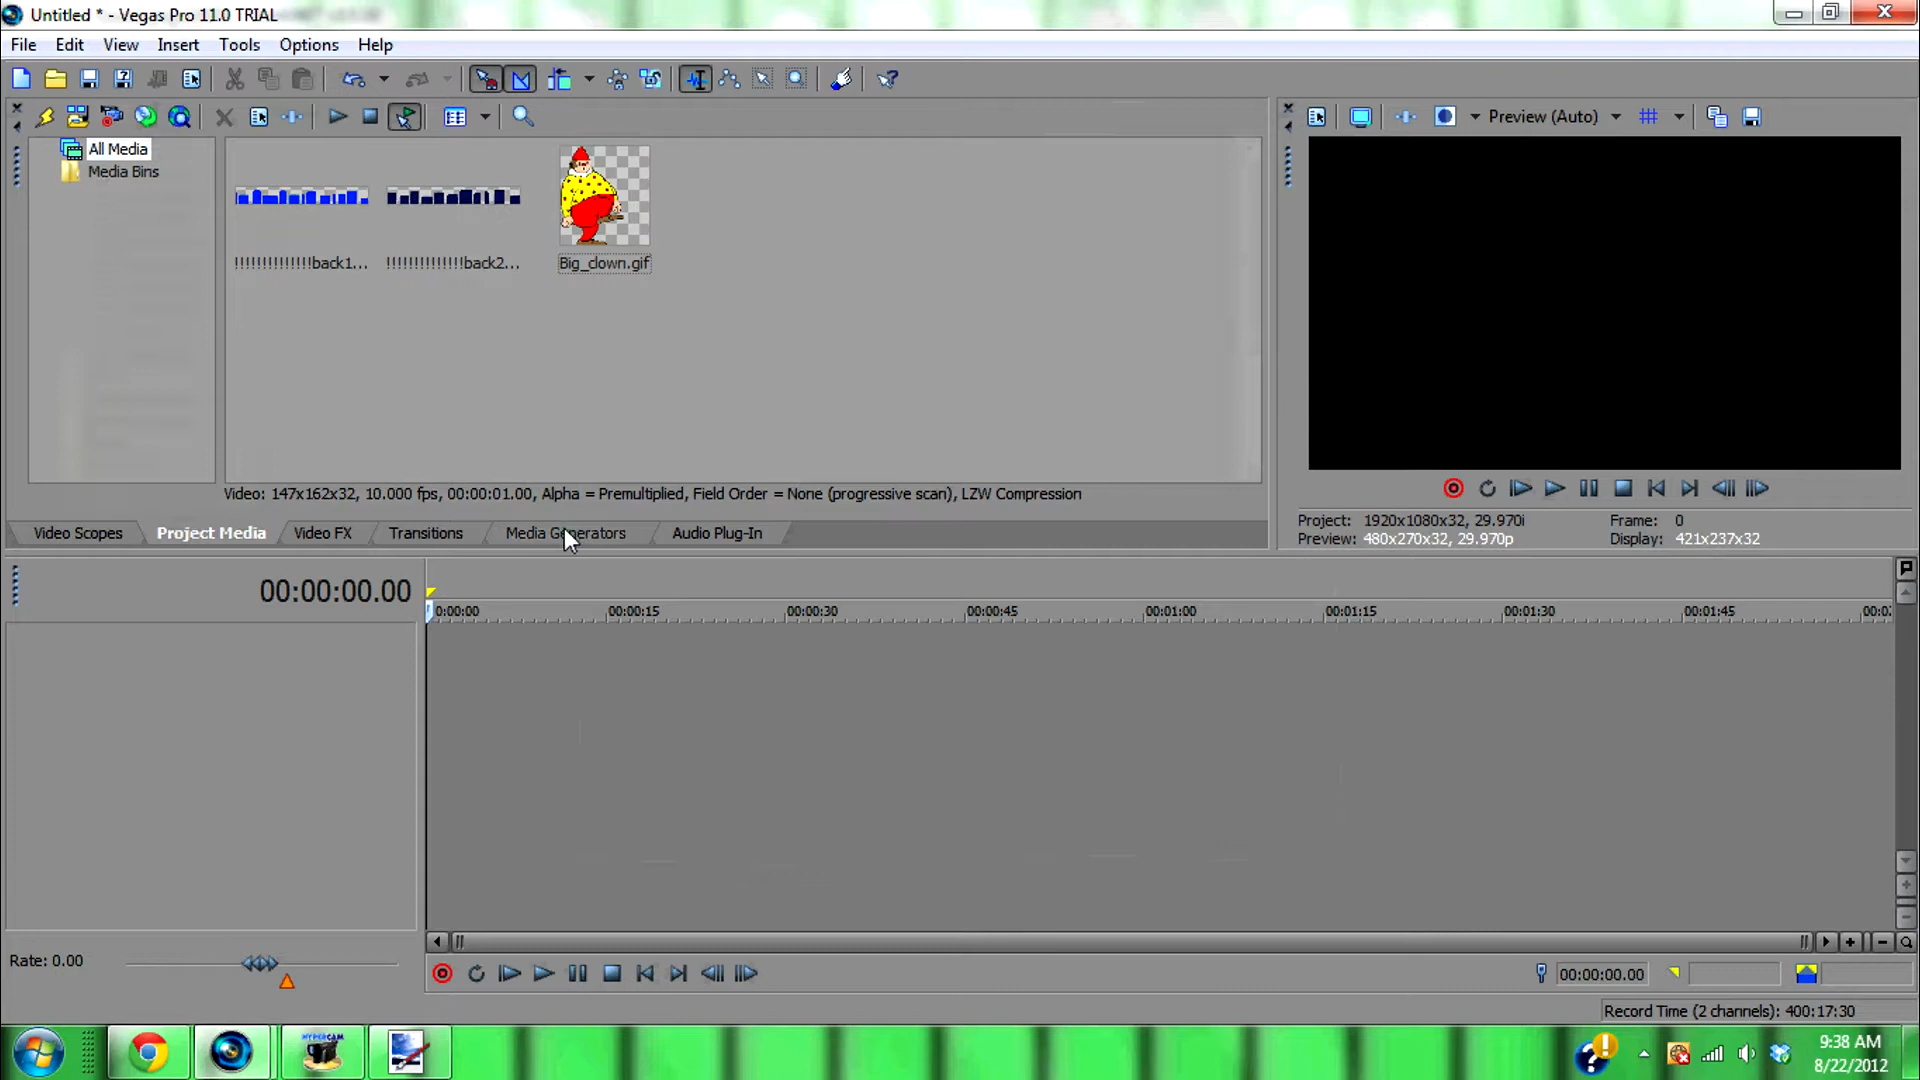 Untitled * - Vegas Pro 11.0 TRIAL
File Edit View Insert Tools Options Help
Preview (Auto)
All Media
Media Bins
!!!!!!!!!!!!!!back1... !!!!!!!!!!!!!!back2... Big_clown.gif
Video: 147x162x32, 10.000 fps, 00:00:01.00, Alpha = Premultiplied, Field Order = None (progressive scan), LZW Compression
Video Scopes Project Media Video FX Transitions Media Generators Audio Plug-In
Project: 1920x1080x32, 29.970i Frame: 0
Preview: 480x270x32, 29.970p Display: 421x237x32
00:00:00.00
0:00:00 00:00:15 00:00:30 00:00:45 00:01:00 00:01:15 00:01:30 00:01:45 00:02
Rate: 0.00
00:00:00.00
Record Time (2 channels): 400:17:30
HYPERCAM
9:38 AM
8/22/2012